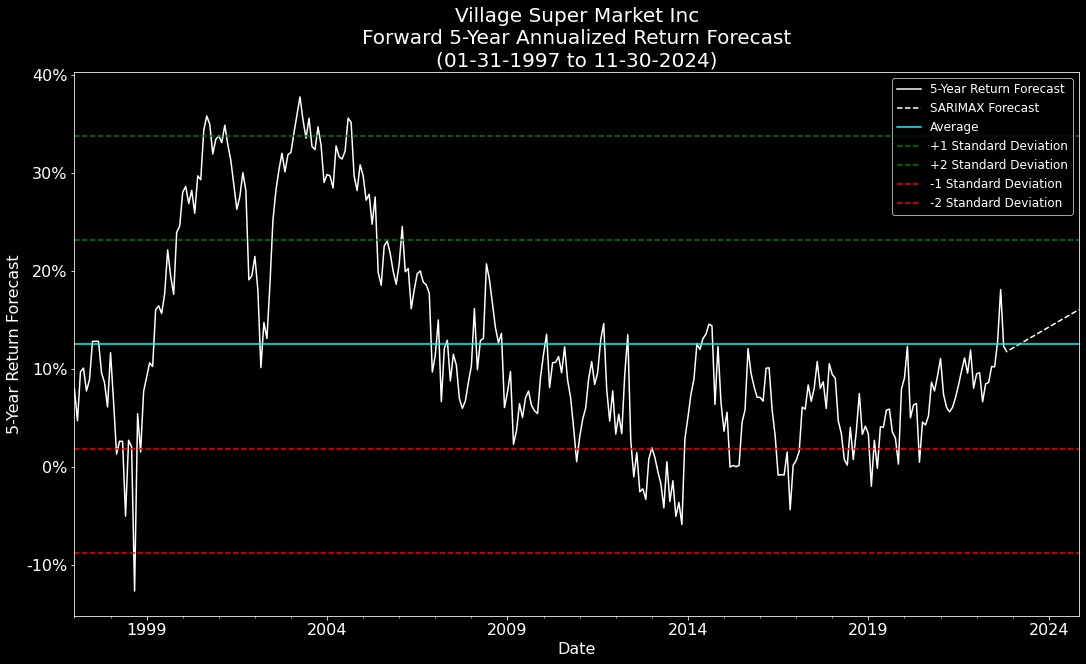 Village Super Market Inc
Forward 5-Year Annualized Return Forecast
(01-31-1997 to 11-30-2024)
5-Year Return Forecast
SARIMAX Forecast
Average
+1 Standard Deviation
+2 Standard Deviation
-1 Standard Deviation
-2 Standard Deviation
5-Year Return Forecast
40%
30%
20%
10%
0%
-10%
1999 2004 2009 2014 2019 2024
Date